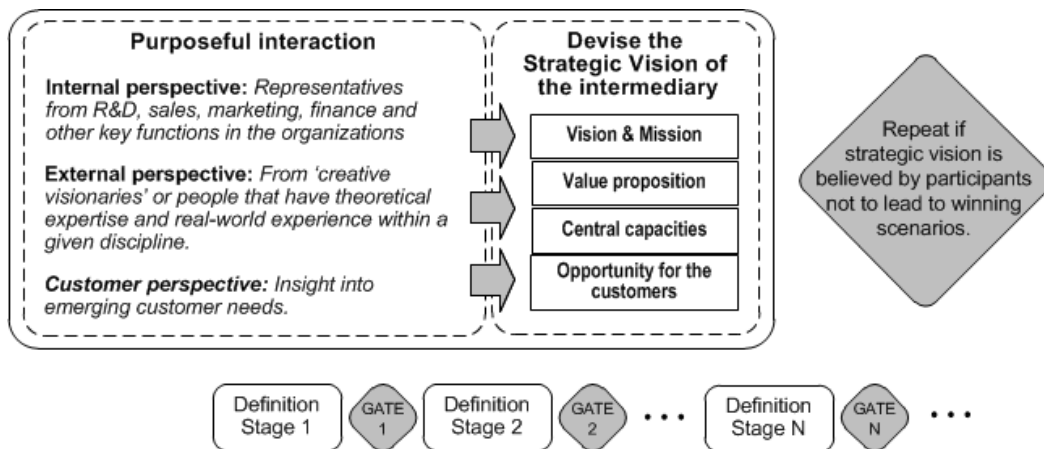 Purposeful interaction
Internal perspective: Representatives
from R&D, sales, marketing, finance and
other key functions in the organizations
External perspective: From ‘creative
visionaries’ or people that have theoretical
expertise and real-world experience within a
given discipline.
Customer perspective: Insight into
emerging customer needs.
Devise the
Strategic Vision of
the intermediary
Vision & Mission
Value proposition
Central capacities
Opportunity for the
customers
Repeat if
strategic vision is
believed by participants
not to lead to winning
scenarios.
Definition
Stage 1
GATE
1
Definition
Stage 2
GATE
2
• • •
Definition
Stage N
GATE
N
• • •